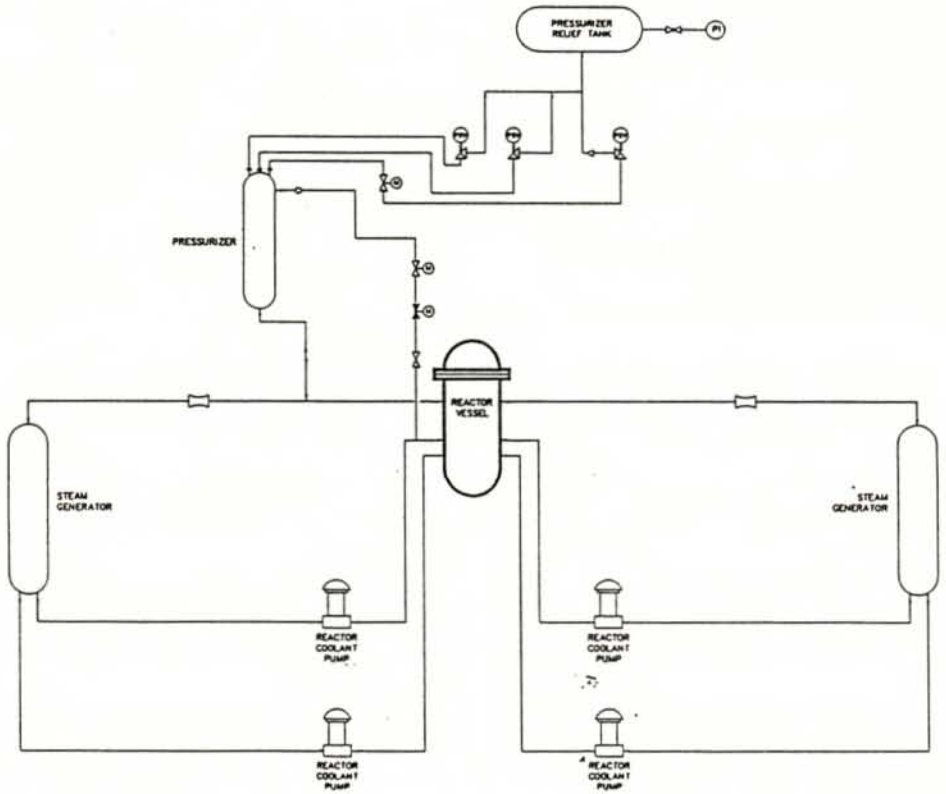 PRESSURIZER
RELIEF TANK
PI
M
PRESSURIZER
M
M
REACTOR
VESSEL
STEAM
GENERATOR
STEAM
GENERATOR
REACTOR
COOLANT
PUMP
REACTOR
COOLANT
PUMP
REACTOR
COOLANT
PUMP
REACTOR
COOLANT
PUMP